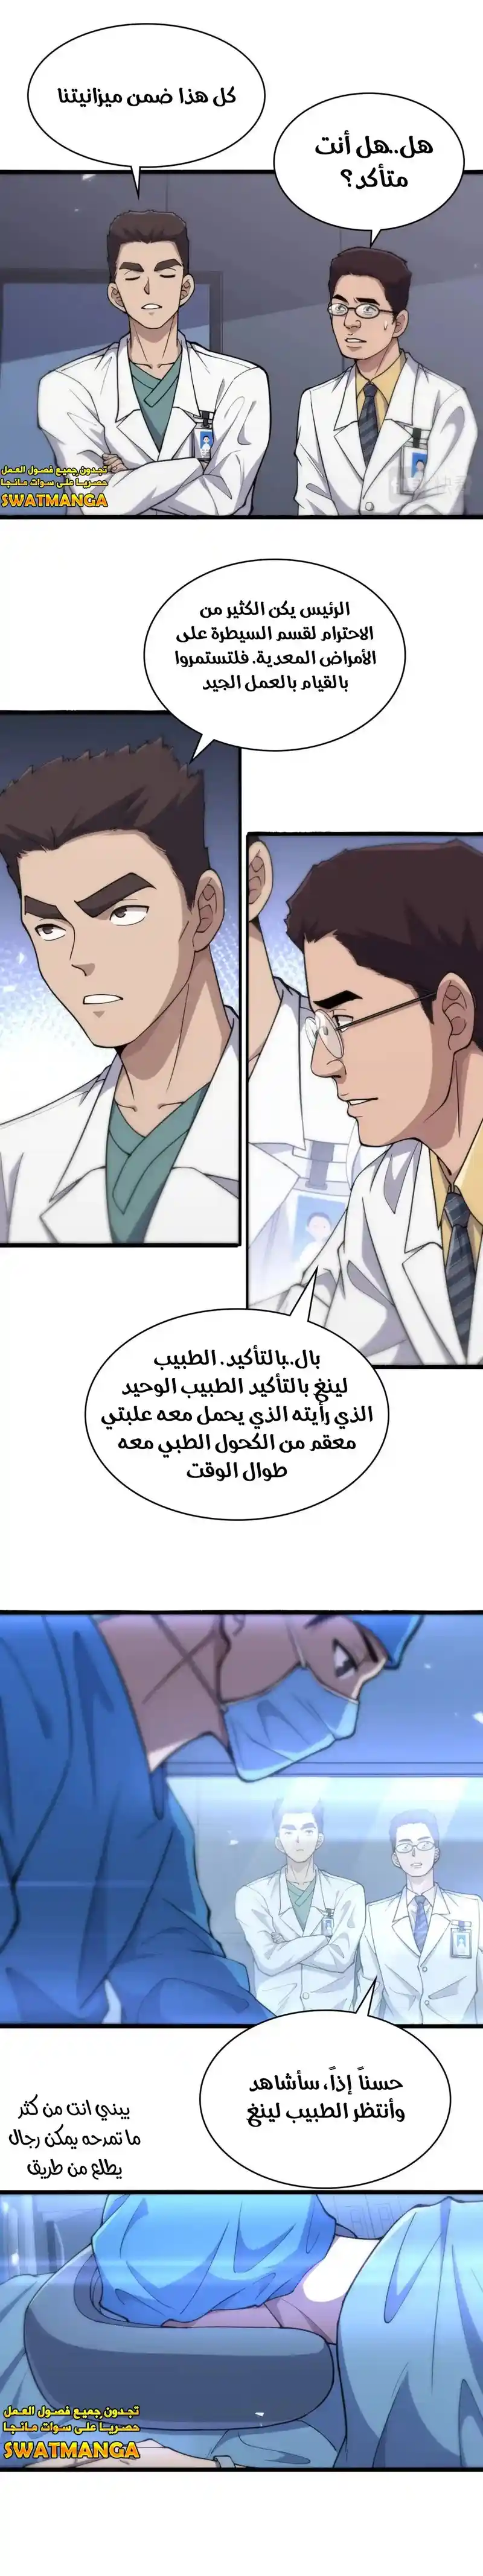 هل..هل أنت
متأكد؟
كل هذا ضمن ميزانيتنا
تجدون جميع فصول العمل
حصرياً على سوات مانجا
SWATMANGA
الرئيس يكن الكثير من
الاحترام لقسم السيطرة على
الأمراض المعدية. فلتستمروا
بالقيام بالعمل الجيد
بال..بالتأكيد. الطبيب
لينغ بالتأكيد الطبيب الوحيد
الذي رأيته الذي يحمل معه علبتي
معقم من الكحول الطبي معه
طوال الوقت
حسناً إذاً، سأشاهد
وأنتظر الطبيب لينغ
يبني انت من كثر
ما تمدحه يمكن رجال
يطلع من طريق
تجدون جميع فصول العمل
حصرياً على سوات مانجا
SWATMANGA